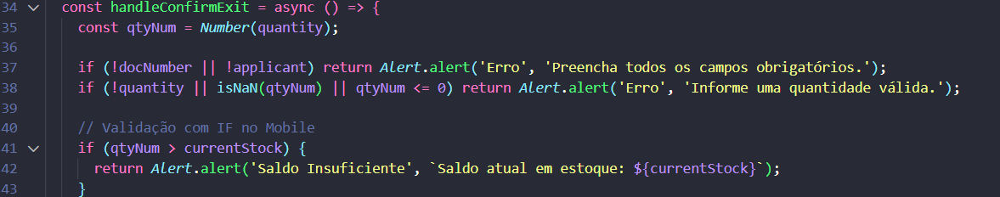 34 const handleConfirmExit = async () => {
35 const qtyNum = Number(quantity);
36
37 if (!docNumber || !applicant) return Alert.alert('Erro', 'Preencha todos os campos obrigatórios.');
38 if (!quantity || isNaN(qtyNum) || qtyNum <= 0) return Alert.alert('Erro', 'Informe uma quantidade válida.');
39
40 // Validação com IF no Mobile
41 if (qtyNum > currentStock) {
42 return Alert.alert('Saldo Insuficiente', `Saldo atual em estoque: ${currentStock}`);
43 }